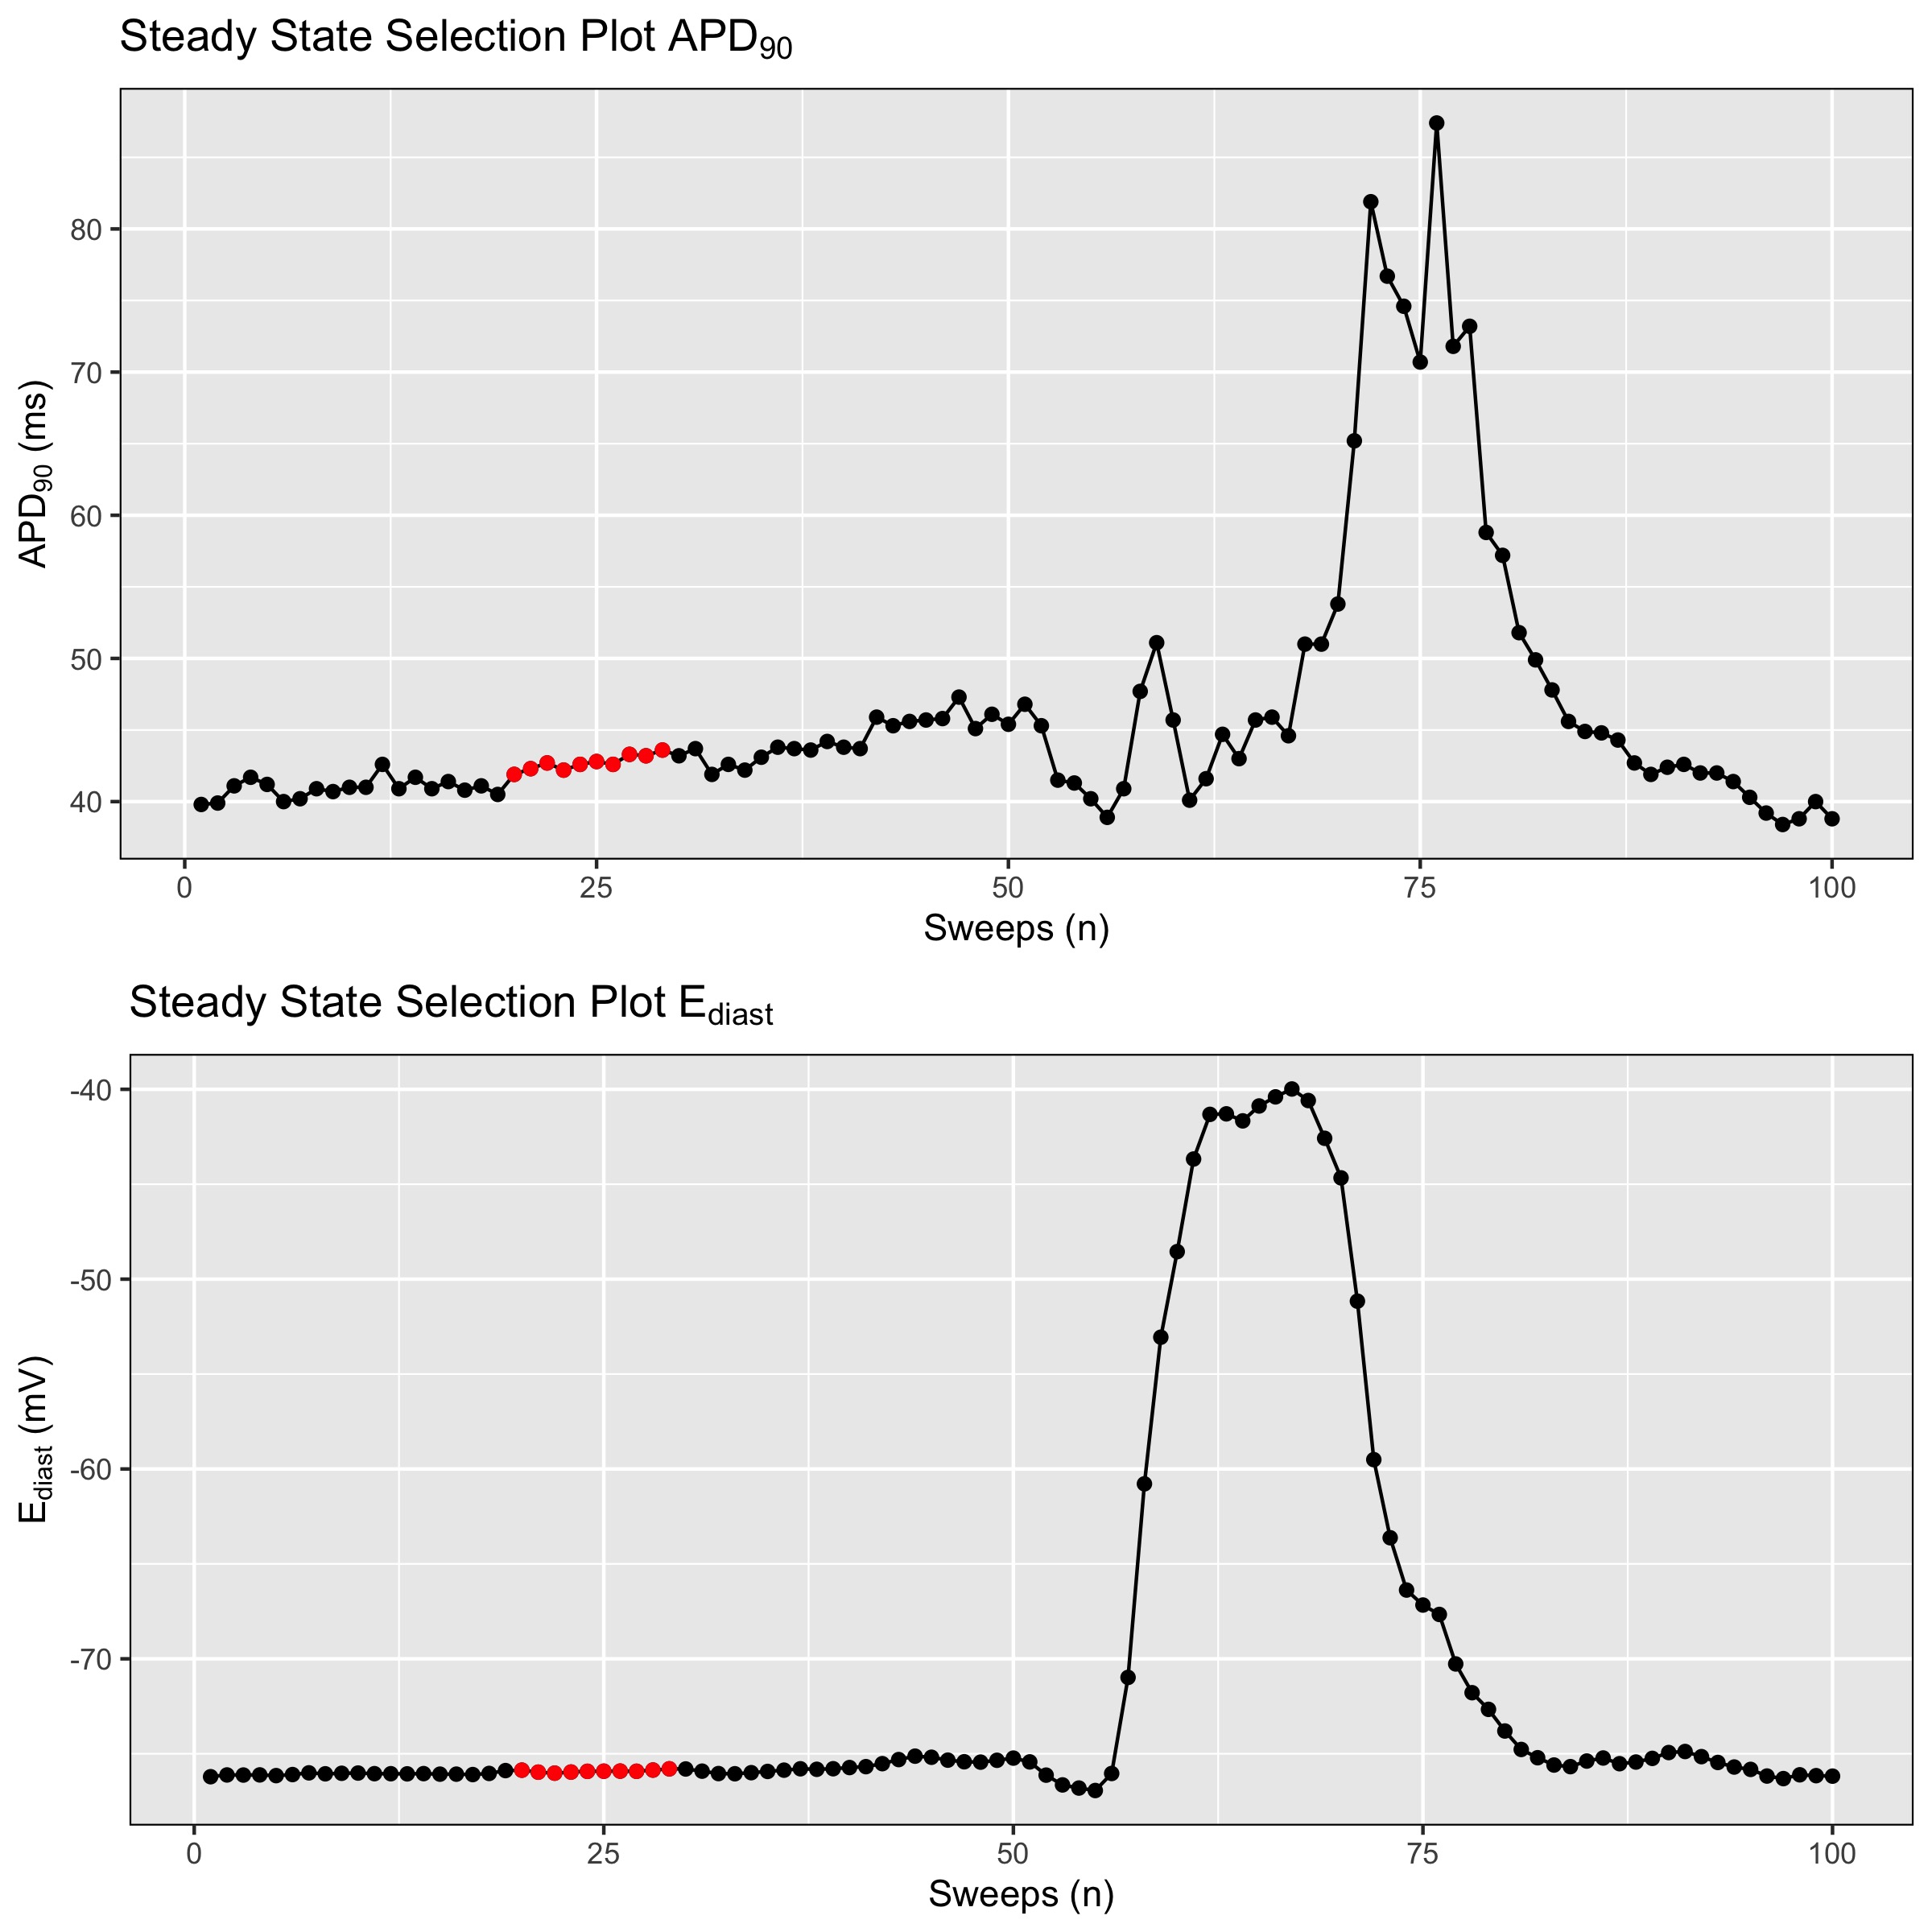 Steady State Selection Plot APD90
80
70
60
50
40
APD90 (ms)
0 25 50 75 100
Sweeps (n)
Steady State Selection Plot Ediast
-40
-50
-60
-70
Ediast (mV)
0 25 50 75 100
Sweeps (n)